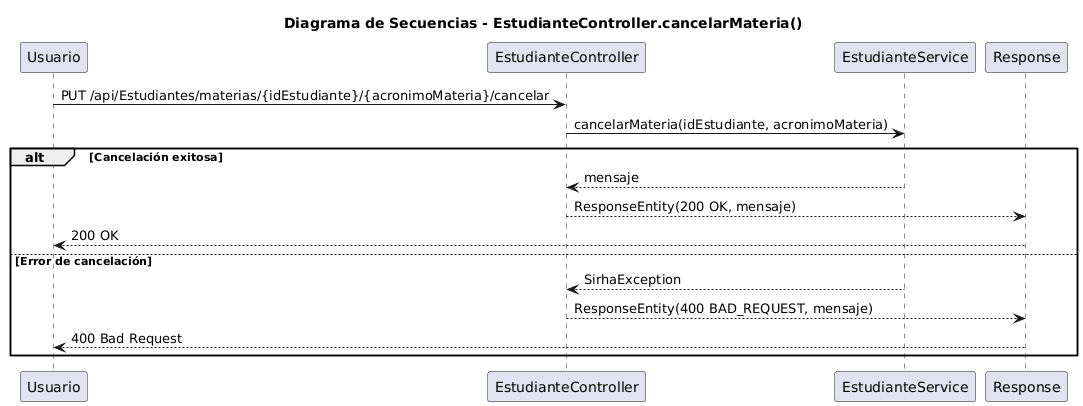 Diagrama de Secuencias - EstudianteController.cancelarMateria()
Usuario
EstudianteController
EstudianteService
Response
PUT /api/Estudiantes/materias/{idEstudiante}/{acronimoMateria}/cancelar
cancelarMateria(idEstudiante, acronimoMateria)
alt
[Cancelación exitosa]
mensaje
ResponseEntity(200 OK, mensaje)
200 OK
[Error de cancelación]
SirhaException
ResponseEntity(400 BAD_REQUEST, mensaje)
400 Bad Request
Usuario
EstudianteController
EstudianteService
Response